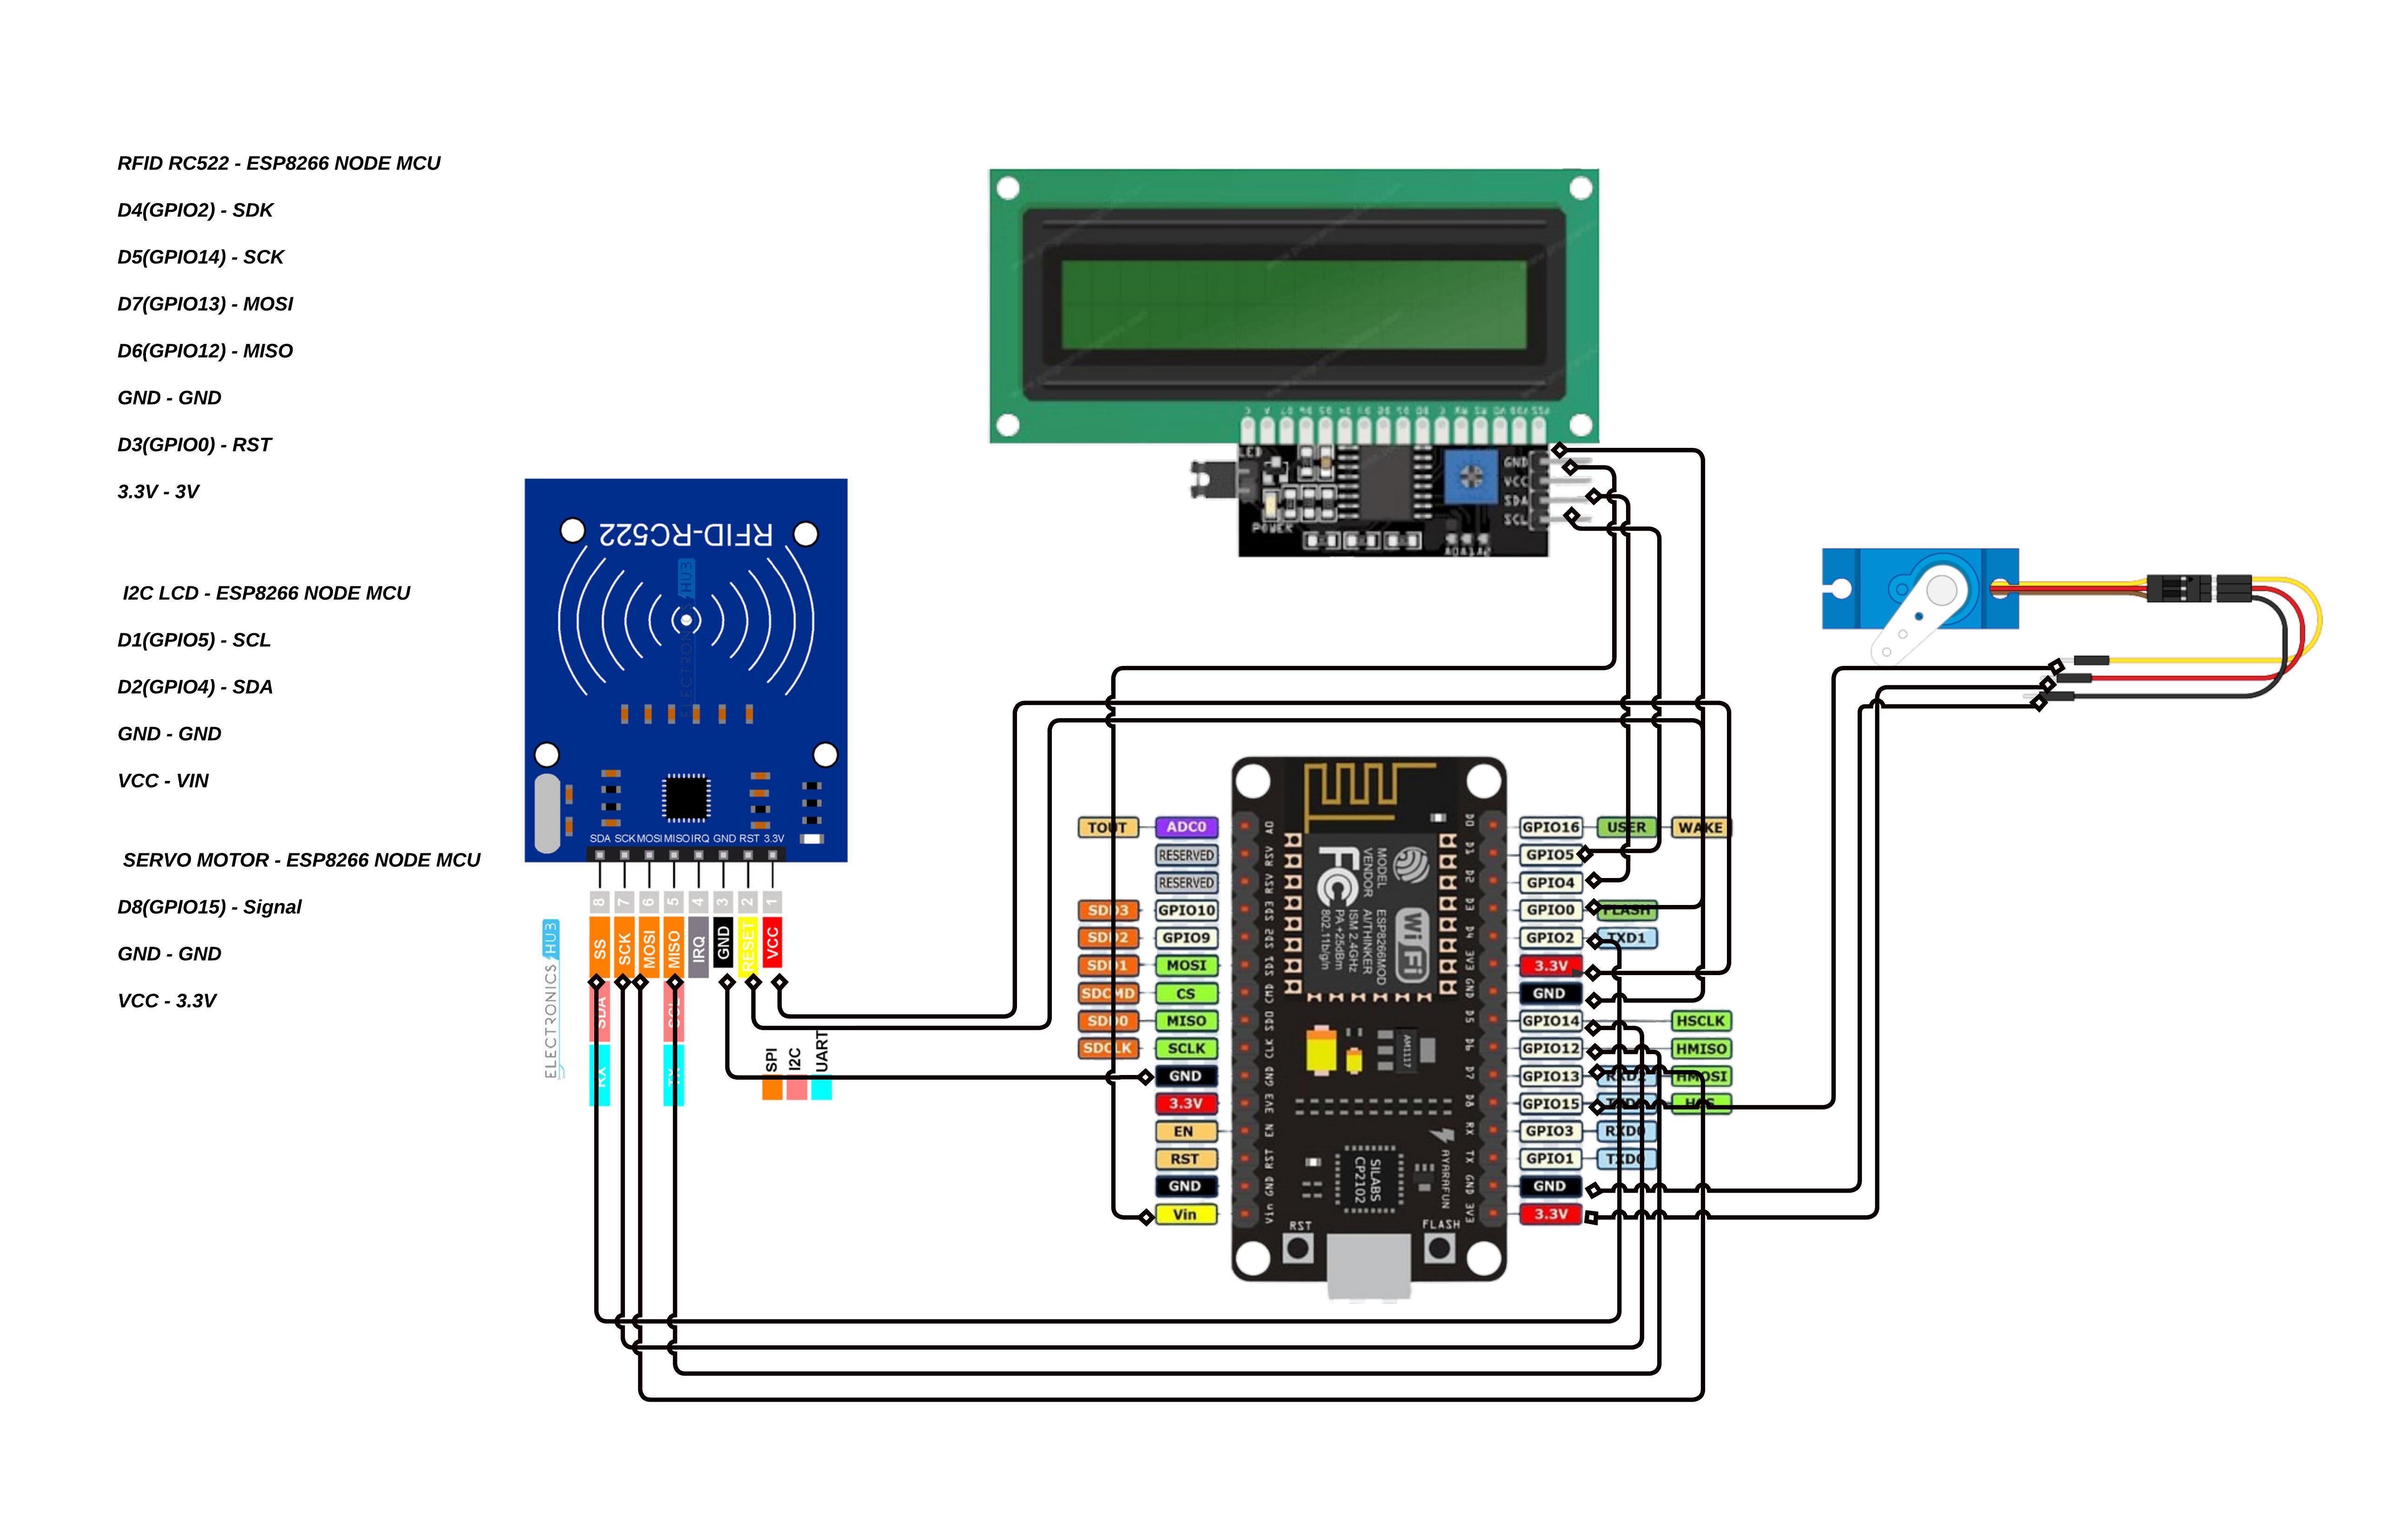 RFID RC522 - ESP8266 NODE MCU
D4(GPIO2) - SDK
D5(GPIO14) - SCK
D7(GPIO13) - MOSI
D6(GPIO12) - MISO
GND - GND
D3(GPIO0) - RST
3.3V - 3V
I2C LCD - ESP8266 NODE MCU
D1(GPIO5) - SCL
D2(GPIO4) - SDA
GND - GND
VCC - VIN
SERVO MOTOR - ESP8266 NODE MCU
D8(GPIO15) - Signal
GND - GND
VCC - 3.3V
RFID-RC522
SDA SCK MOSI MISO IRQ GND RST 3.3V
8 7 6 5 4 3 2 1
SS SCK MOSI MISO IRQ GND RESET VCC
SDA SCL
RX TX
ELECTRONICS HUB
SPI I2C UART
LED
POWER
GND
VCC
SDA
SCL
TOUT ADC0
RESERVED
RESERVED
SDD3 GPIO10
SDD2 GPIO9
SDD1 MOSI
SDCMD CS
SDD0 MISO
SDCLK SCLK
GND
3.3V
EN
RST
GND
Vin
A0
RSV
RSV
SD3
SD2
SD1
CMD
SD0
CLK
GND
3V3
EN
RST
GND
Vin
MODEL ESP8266MOD
VENDOR AI/THINKER
ISM 2.4GHz
PA +25dBm
802.11b/g/n
FC
WiFi
AM1117
SILABS
CP2102
AYARAFUN
RST
FLASH
D0
D1
D2
D3
D4
3V3
GND
D5
D6
D7
D8
RX
TX
GND
3V3
GPIO16 USER WAKE
GPIO5
GPIO4
GPIO0 FLASH
GPIO2 TXD1
3.3V
GND
GPIO14 HSCLK
GPIO12 HMISO
GPIO13 RXD2 HMOSI
GPIO15 TXD2 HCS
GPIO3 RXD0
GPIO1 TXD0
GND
3.3V